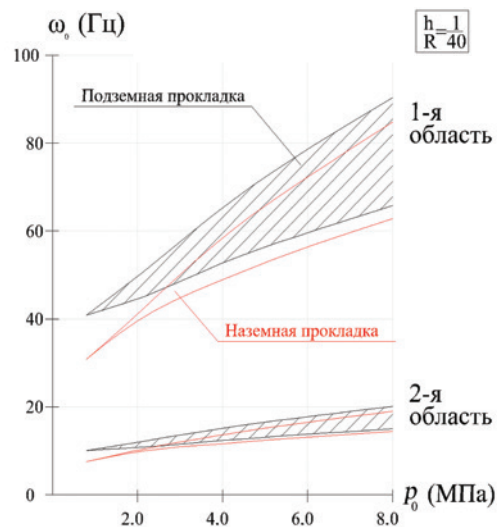 ω₀ (Гц)
h/R = 1/40
100
Подземная прокладка
1-я
область
80
60
40
Наземная прокладка
2-я
область
20
0
2.0 4.0 6.0 8.0
p₀ (МПа)